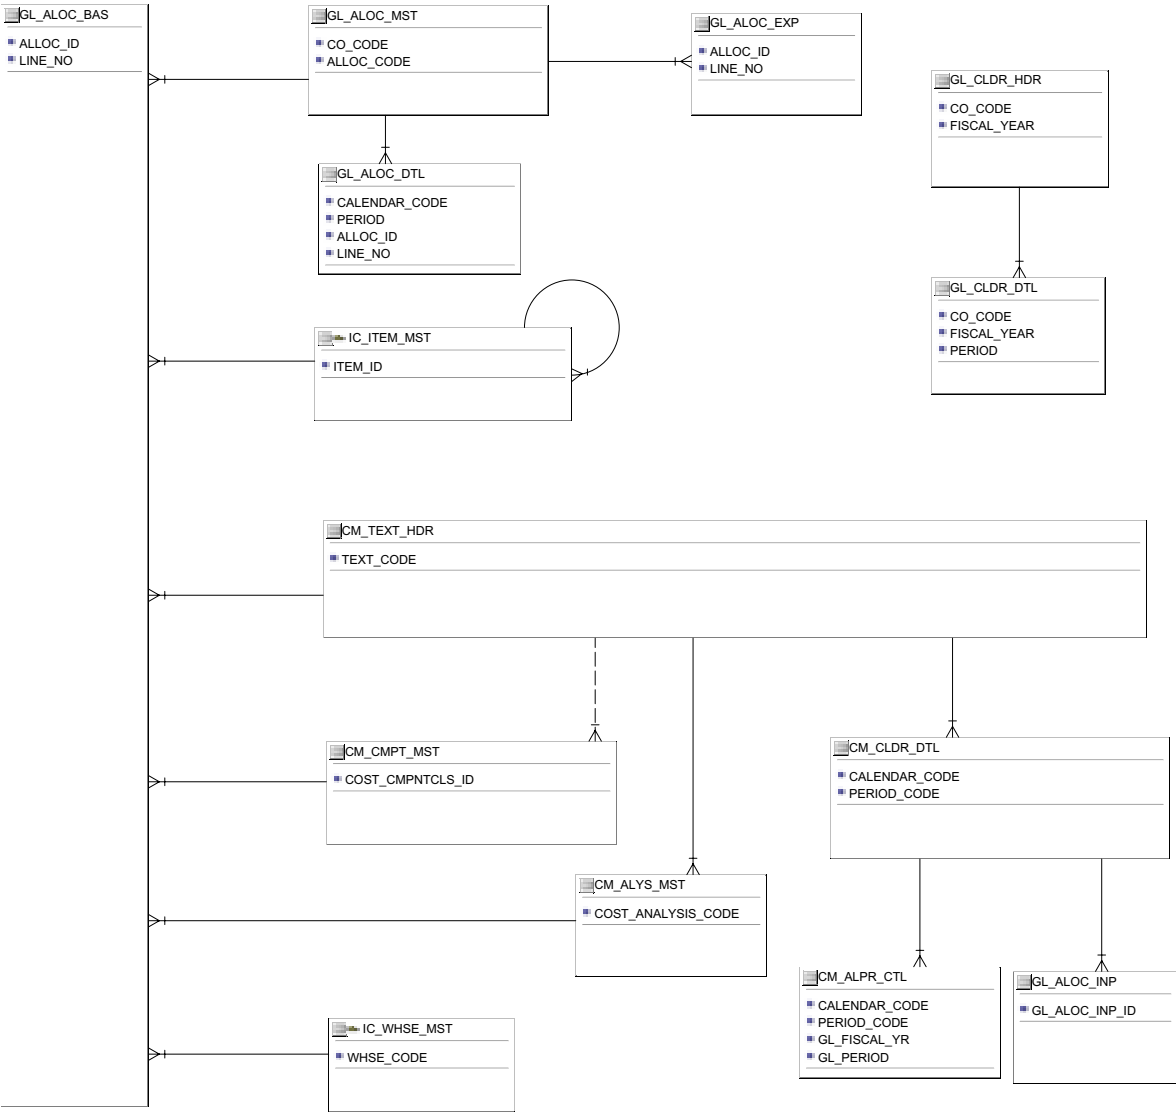 GL_ALOC_BAS
ALLOC_ID
LINE_NO
GL_ALOC_MST
CO_CODE
ALLOC_CODE
GL_ALOC_EXP
ALLOC_ID
LINE_NO
GL_CLDR_HDR
CO_CODE
FISCAL_YEAR
GL_ALOC_DTL
CALENDAR_CODE
PERIOD
ALLOC_ID
LINE_NO
GL_CLDR_DTL
CO_CODE
FISCAL_YEAR
PERIOD
IC_ITEM_MST
ITEM_ID
CM_TEXT_HDR
TEXT_CODE
CM_CMPT_MST
COST_CMPNTCLS_ID
CM_CLDR_DTL
CALENDAR_CODE
PERIOD_CODE
CM_ALYS_MST
COST_ANALYSIS_CODE
CM_ALPR_CTL
CALENDAR_CODE
PERIOD_CODE
GL_FISCAL_YR
GL_PERIOD
GL_ALOC_INP
GL_ALOC_INP_ID
IC_WHSE_MST
WHSE_CODE